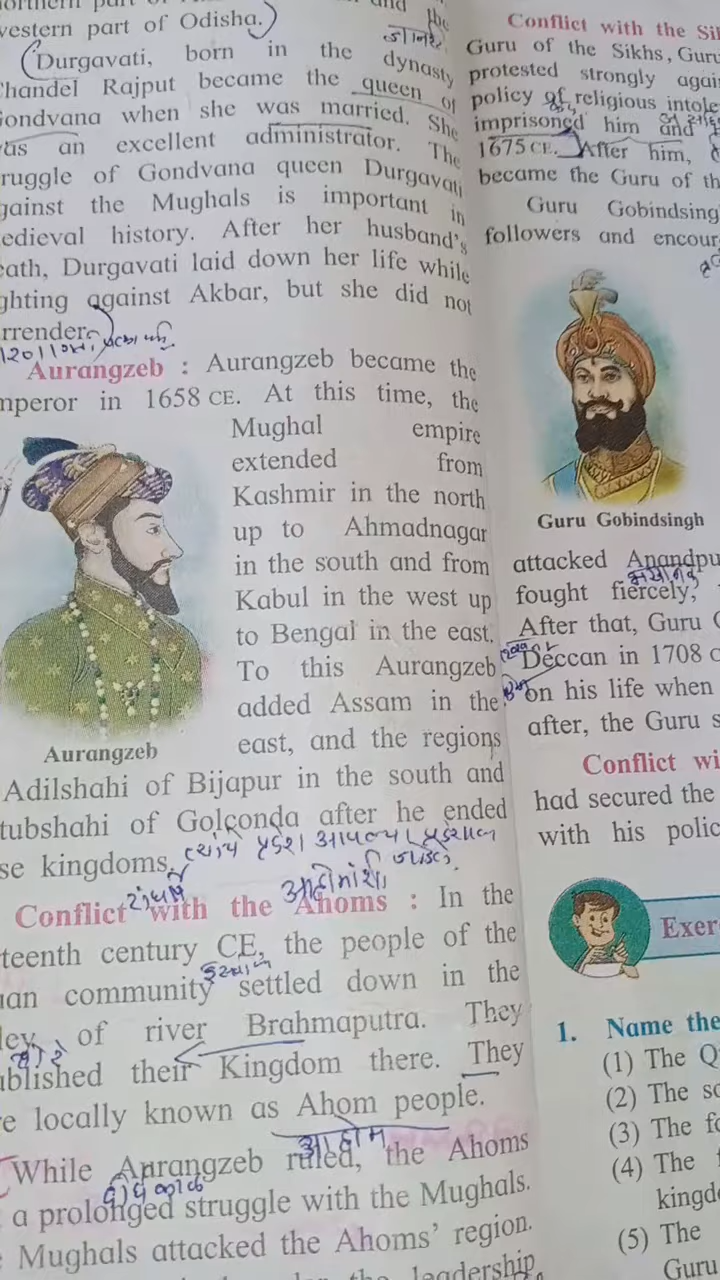 northern part
western part of Odisha.)
and the
(Durgavati, born in the dynasty
Chandel Rajput became the queen of
Gondvana when she was married. She
was an excellent administrator. The
ruggle of Gondvana queen Durgavati
gainst the Mughals is important in
edieval history. After her husband's
eath, Durgavati laid down her life while
ghting against Akbar, but she did not
rrender.
Aurangzeb : Aurangzeb became the
mperor in 1658 CE. At this time, the
Mughal empire
extended from
Kashmir in the north
up to Ahmadnagar
in the south and from
Kabul in the west up
to Bengal in the east.
To this Aurangzeb
added Assam in the
east, and the regions
Aurangzeb
Adilshahi of Bijapur in the south and
tubshahi of Golconda after he ended
se kingdoms.
Conflict with the Ahoms : In the
teenth century CE, the people of the
an community settled down in the
ley of river Brahmaputra. They
ablished their Kingdom there. They
e locally known as Ahom people.
आहोम
While Aurangzeb ruled, the Ahoms
a prolonged struggle with the Mughals.
Mughals attacked the Ahoms' region.
the leadership
Conflict with the Si
Guru of the Sikhs, Guru
protested strongly agai
policy of religious intole
imprisoned him and
1675 CE. After him,
became the Guru of th
Guru Gobindsing
followers and encour
Guru Gobindsingh
attacked Anandpu
fought fiercely,
After that, Guru
Deccan in 1708
on his life when
after, the Guru s
Conflict wi
had secured the
with his polic
Exer
1. Name the
(1) The Q
(2) The so
(3) The fo
(4) The
kingd
(5) The
Guru